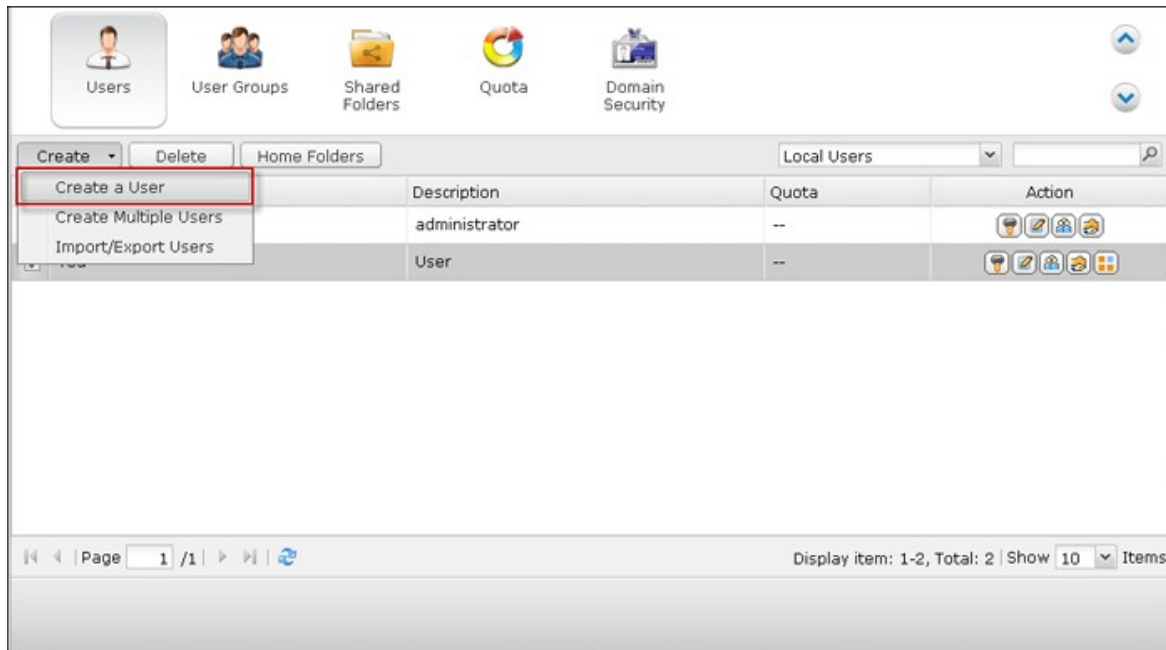 Users
User Groups
Shared
Folders
Quota
Domain
Security
Create
Delete
Home Folders
Local Users
Create a User
Create Multiple Users
Import/Export Users
Description
Quota
Action
administrator
--
User
--
Page 1 /1
Display item: 1-2, Total: 2 Show 10 Items